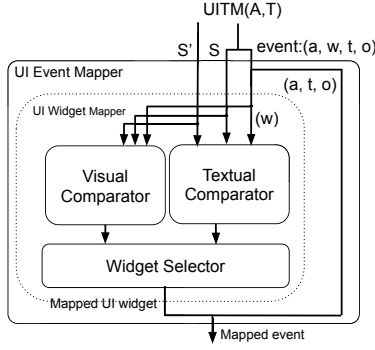 UITM(A,T)
S' S event:(a, w, t, o)
UI Event Mapper
(a, t, o)
UI Widget Mapper
(w)
Visual
Comparator
Textual
Comparator
Widget Selector
Mapped UI widget
Mapped event